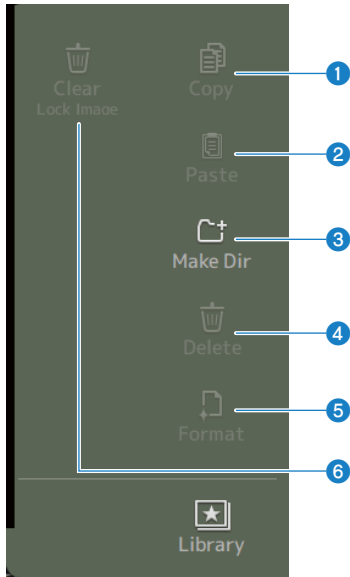 Clear
Lock Image
Copy
1
Paste
2
Make Dir
3
Delete
4
Format
5
6
Library